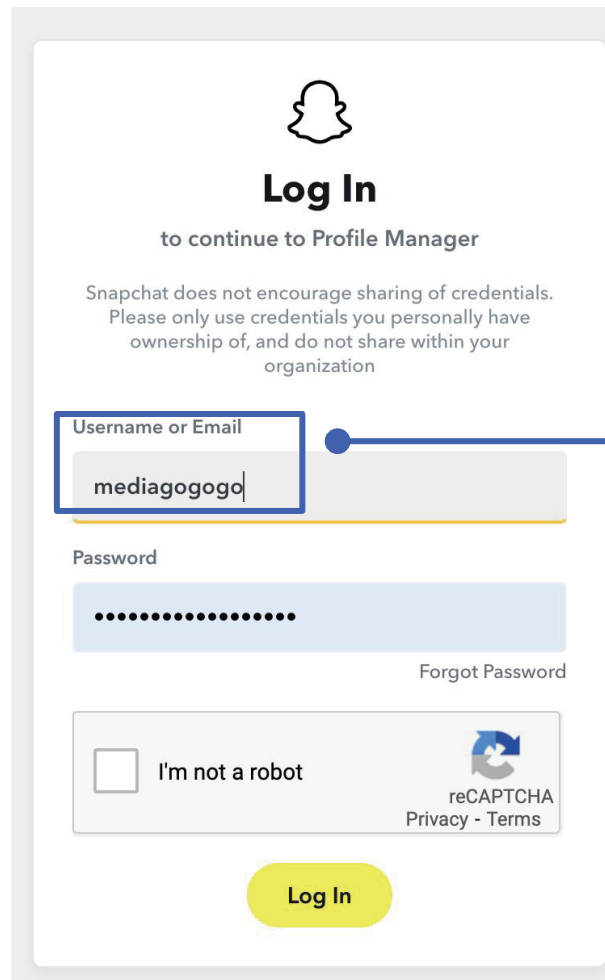 Log In
to continue to Profile Manager
Snapchat does not encourage sharing of credentials.
Please only use credentials you personally have
ownership of, and do not share within your
organization
Username or Email
mediagogogo
Password
••••••••••••••••••
Forgot Password
I'm not a robot
reCAPTCHA
Privacy - Terms
Log In